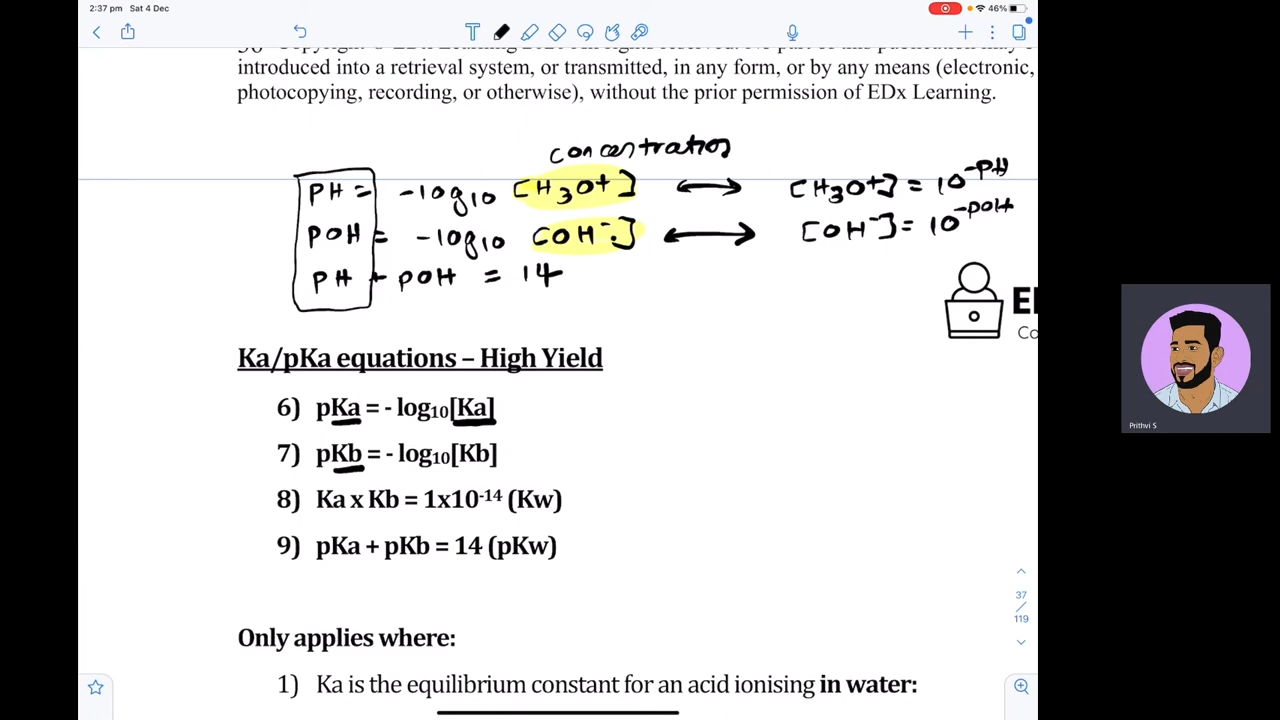 2:37 pm Sat 4 Dec
46%
introduced into a retrieval system, or transmitted, in any form, or by any means (electronic,
photocopying, recording, or otherwise), without the prior permission of EDx Learning.
concentration
PH = -log10 [H3O+] ↔ [H3O+] = 10^-PH
POH = -log10 [OH-] ↔ [OH-] = 10^-POH
PH + POH = 14
Ka/pKa equations – High Yield
6) pKa = - log10[Ka]
7) pKb = - log10[Kb]
8) Ka x Kb = 1x10-14 (Kw)
9) pKa + pKb = 14 (pKw)
Only applies where:
1) Ka is the equilibrium constant for an acid ionising in water:
37
/
119
Prithvi S